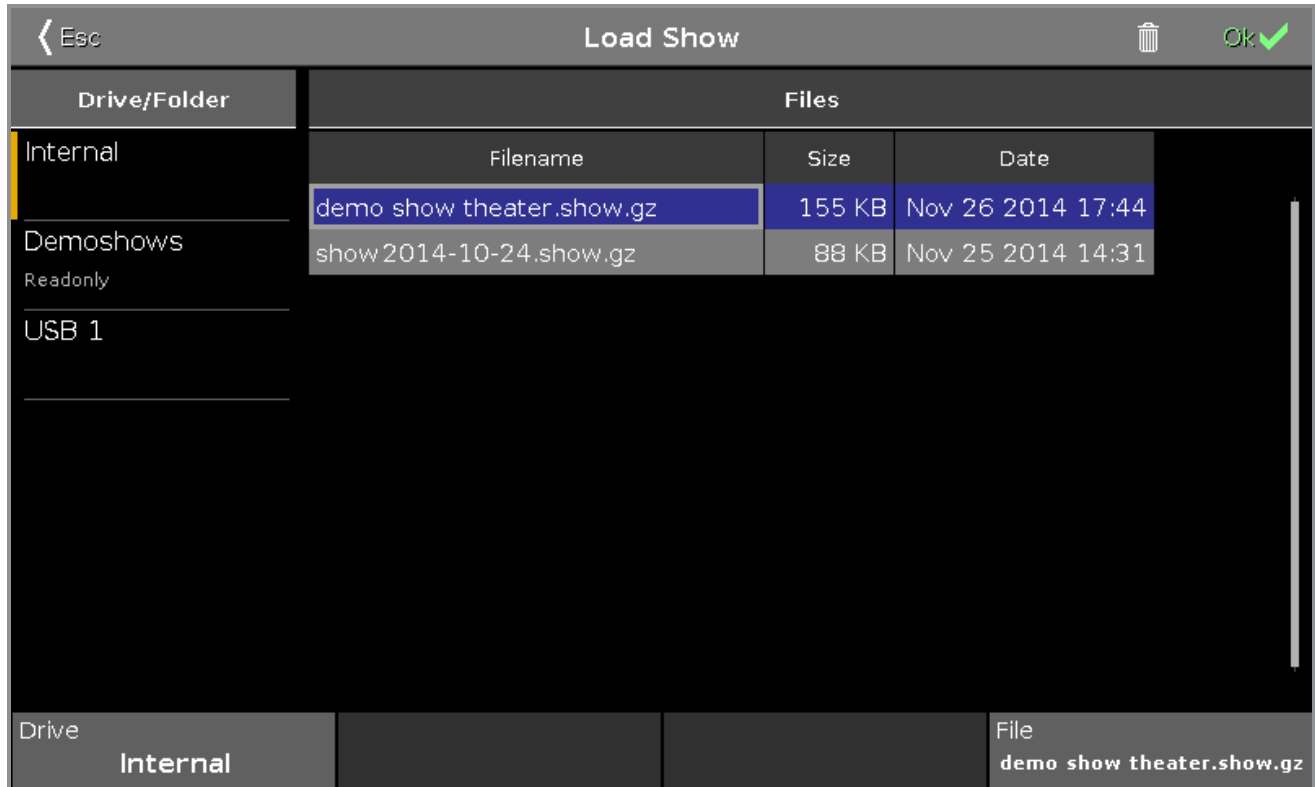 Esc Load Show Ok
Drive/Folder Files
Internal
Demoshows
Readonly
USB 1
Filename Size Date
demo show theater.show.gz 155 KB Nov 26 2014 17:44
show 2014-10-24.show.gz 88 KB Nov 25 2014 14:31
Drive
Internal
File
demo show theater.show.gz